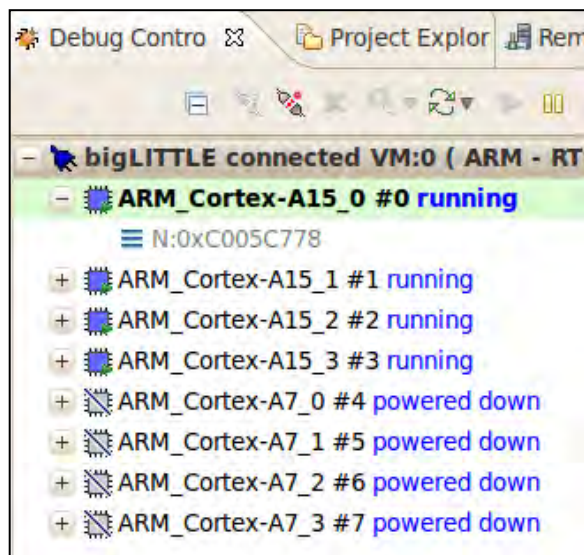 Debug Contro Project Explor Rem
bigLITTLE connected VM:0 ( ARM - RT
ARM_Cortex-A15_0 #0 running
N:0xC005C778
ARM_Cortex-A15_1 #1 running
ARM_Cortex-A15_2 #2 running
ARM_Cortex-A15_3 #3 running
ARM_Cortex-A7_0 #4 powered down
ARM_Cortex-A7_1 #5 powered down
ARM_Cortex-A7_2 #6 powered down
ARM_Cortex-A7_3 #7 powered down